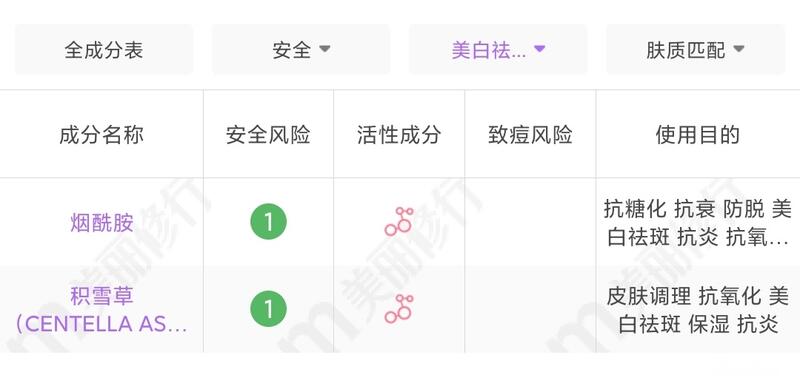 全成分表 安全 美白祛... 肤质匹配
成分名称 安全风险 活性成分 致痘风险 使用目的
烟酰胺 1 抗糖化 抗衰 防脱 美
白祛斑 抗炎 抗氧...
积雪草 1 皮肤调理 抗氧化 美
(CENTELLA AS... 白祛斑 保湿 抗炎
美丽修行
美丽修行